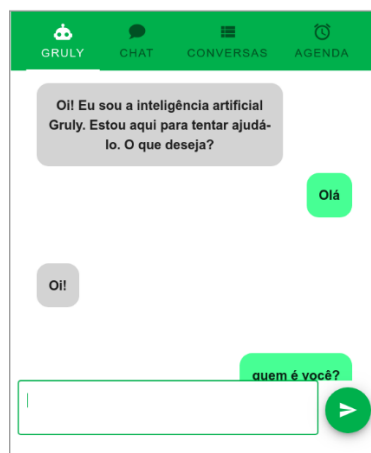 GRULY CHAT CONVERSAS AGENDA
Oi! Eu sou a inteligência artificial
Gruly. Estou aqui para tentar ajudá-
lo. O que deseja?
Olá
Oi!
quem é você?